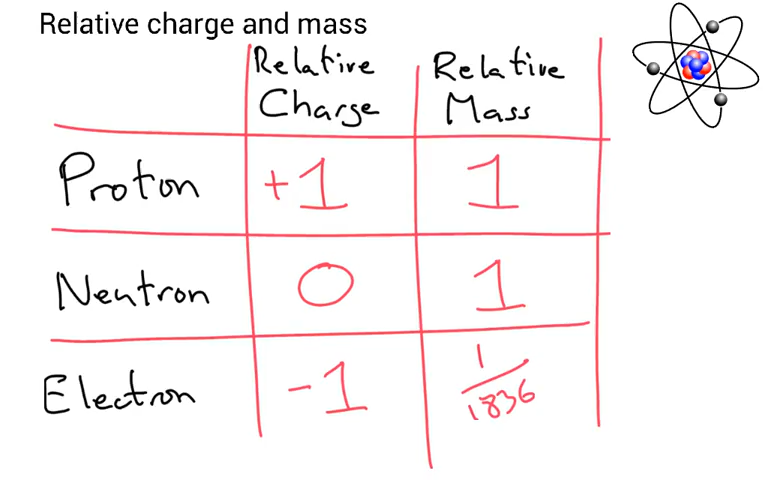 Relative charge and mass
Relative Relative
Charge Mass
Proton +1 1
Neutron 0 1
Electron -1 1/1836